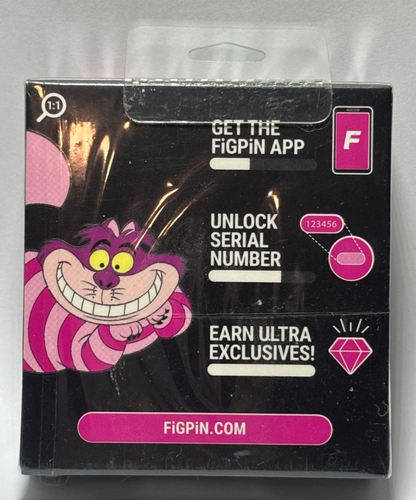 1:1
GET THE
FiGPiN APP
F
UNLOCK
SERIAL
NUMBER
123456
EARN ULTRA
EXCLUSIVES!
FiGPiN.COM